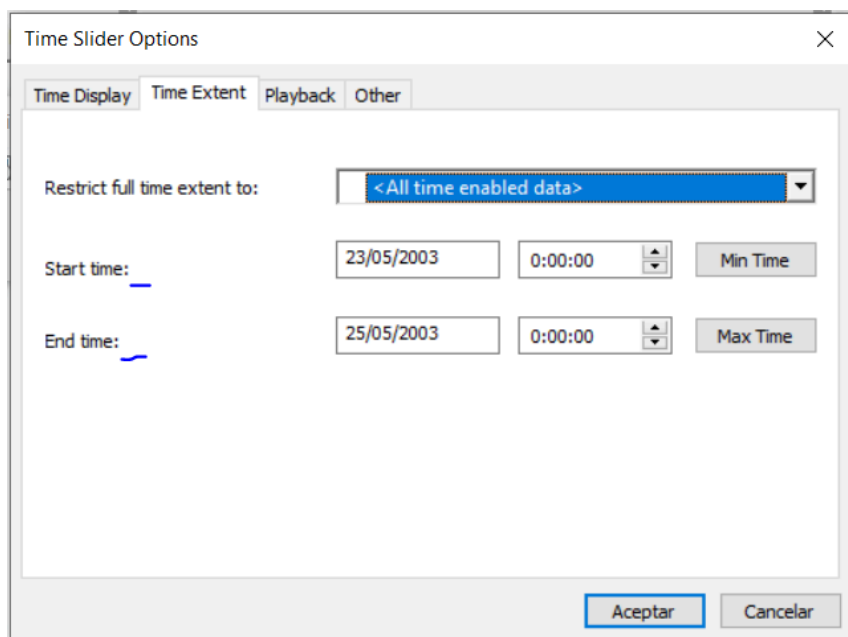 Time Slider Options
Time Display Time Extent Playback Other
Restrict full time extent to: <All time enabled data>
Start time: 23/05/2003 0:00:00 Min Time
End time: 25/05/2003 0:00:00 Max Time
Aceptar Cancelar